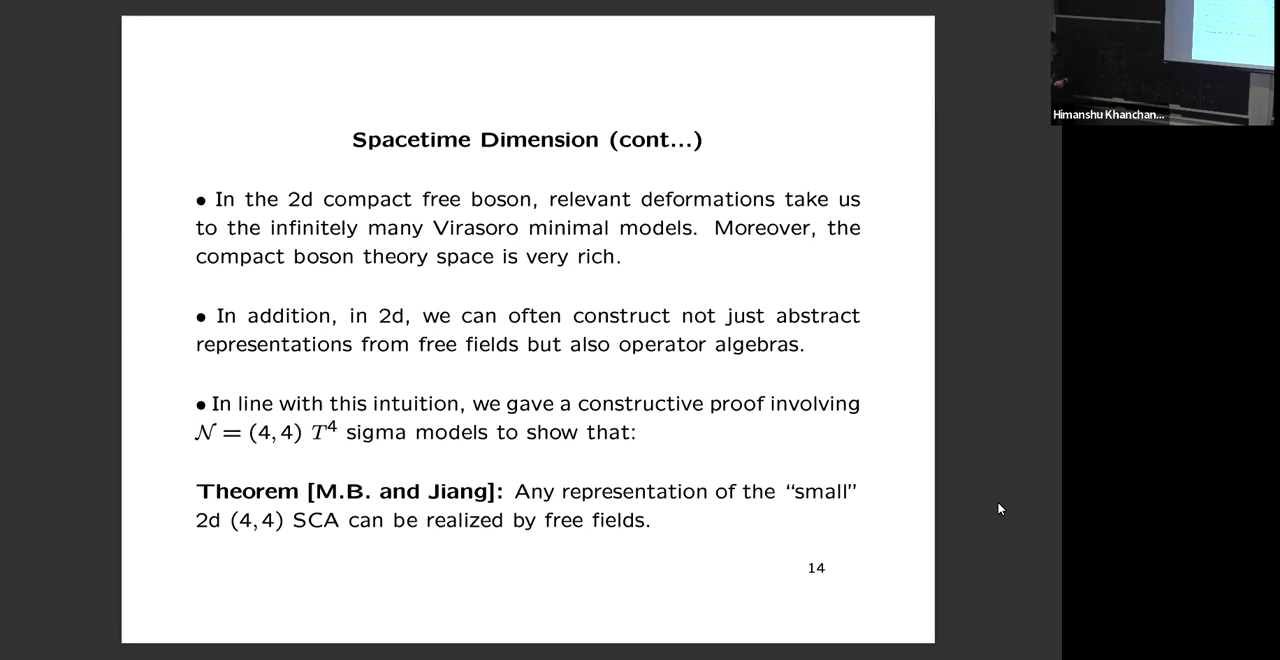 Spacetime Dimension (cont...)
• In the 2d compact free boson, relevant deformations take us
to the infinitely many Virasoro minimal models. Moreover, the
compact boson theory space is very rich.
• In addition, in 2d, we can often construct not just abstract
representations from free fields but also operator algebras.
• In line with this intuition, we gave a constructive proof involving
𝒩 = (4, 4) T⁴ sigma models to show that:
Theorem [M.B. and Jiang]: Any representation of the “small”
2d (4, 4) SCA can be realized by free fields.
14
Himanshu Khanchan...